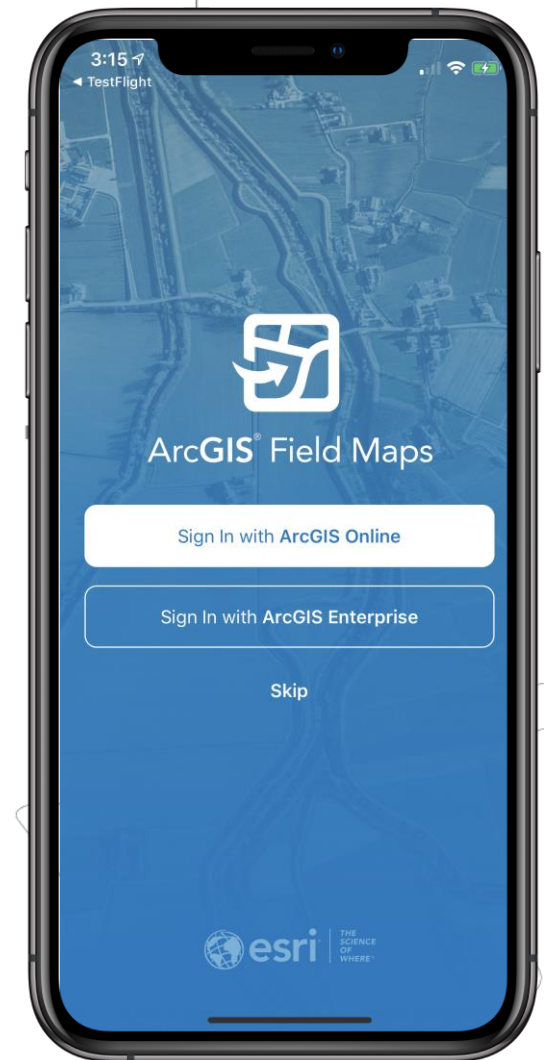 3:15
◀ TestFlight
ArcGIS® Field Maps
Sign In with ArcGIS Online
Sign In with ArcGIS Enterprise
Skip
esri
THE
SCIENCE
OF
WHERE®